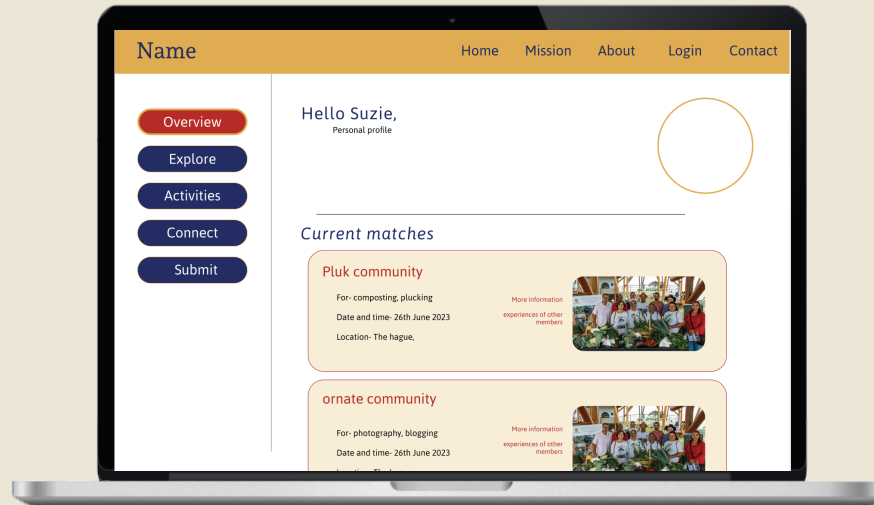 Name
Home Mission About Login Contact
Overview
Explore
Activities
Connect
Submit
Hello Suzie,
Personal profile
Current matches
Pluk community
For- composting, plucking
Date and time- 26th June 2023
Location- The hague,
More information
experiences of other
members
ornate community
For- photography, blogging
Date and time- 26th June 2023
More information
experiences of other
members